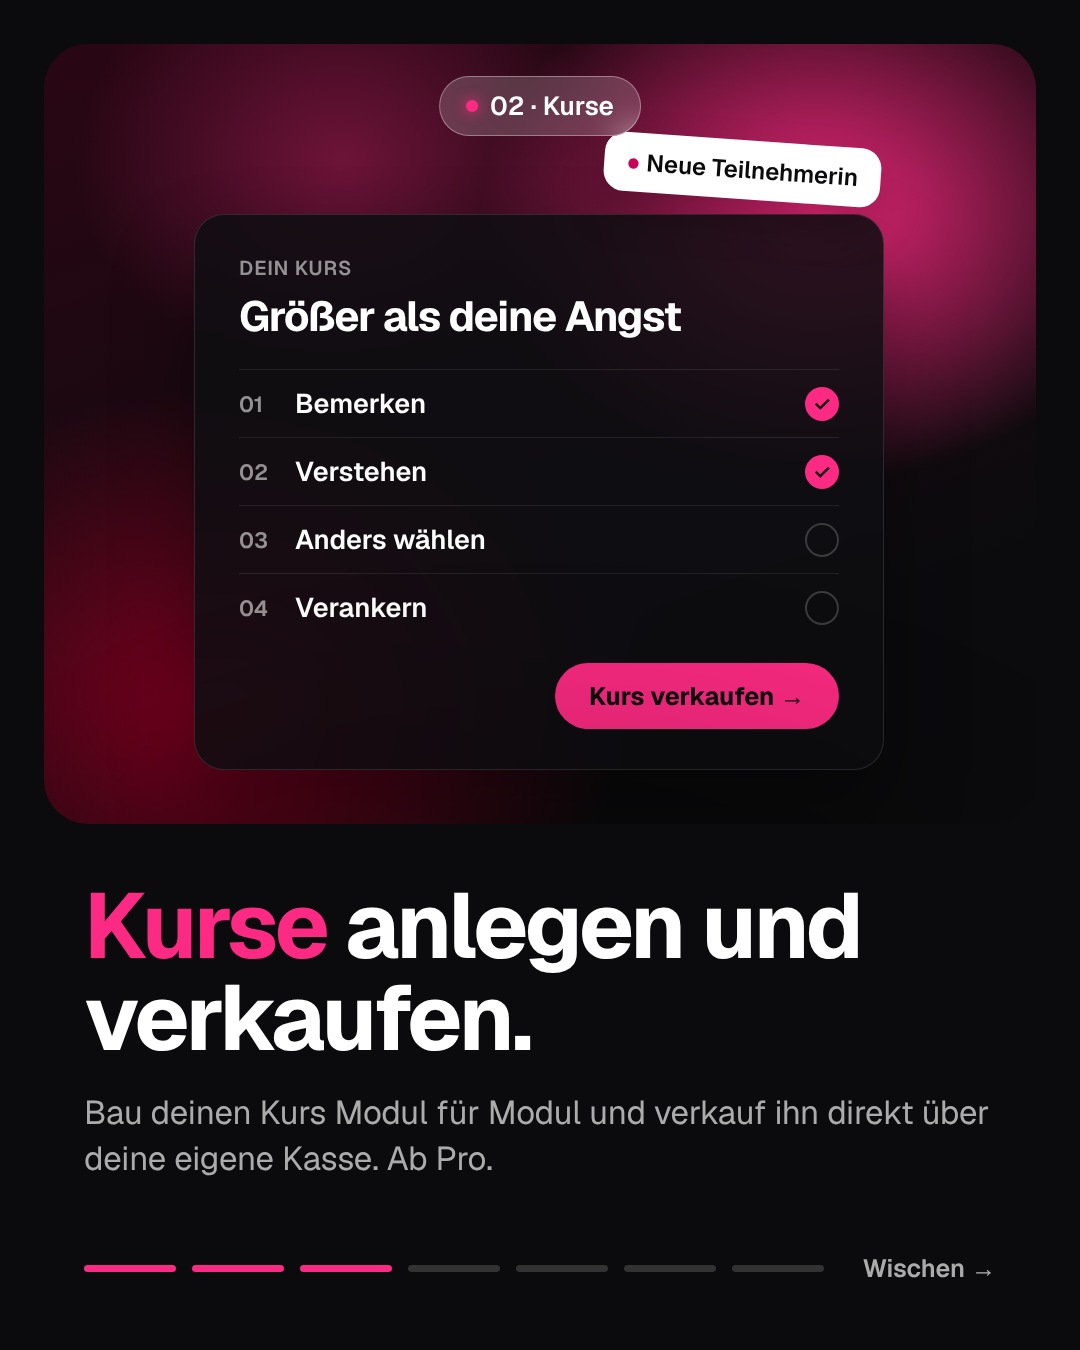 02 · Kurse
Neue Teilnehmerin
DEIN KURS
Größer als deine Angst
01 Bemerken
02 Verstehen
03 Anders wählen
04 Verankern
Kurs verkaufen →
Kurse anlegen und
verkaufen.
Bau deinen Kurs Modul für Modul und verkauf ihn direkt über
deine eigene Kasse. Ab Pro.
Wischen →